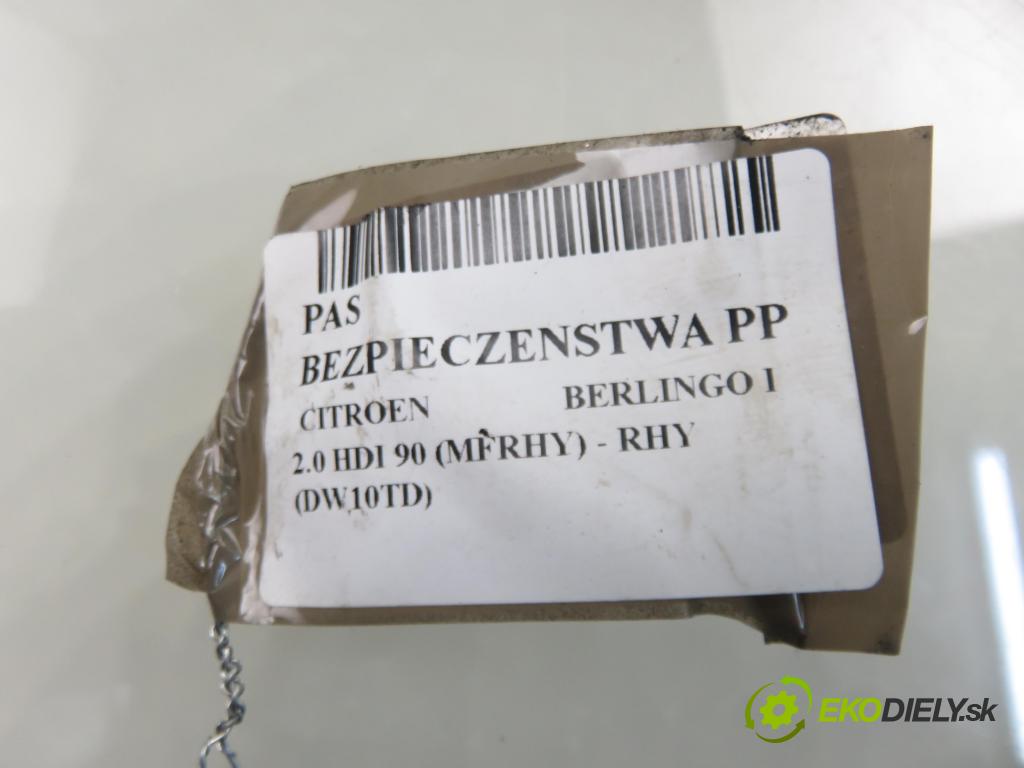 PAS
BEZPIECZENSTWA PP
CITROEN BERLINGO I
2.0 HDI 90 (MFRHY) - RHY
(DW10TD)
EKODIELY.sk